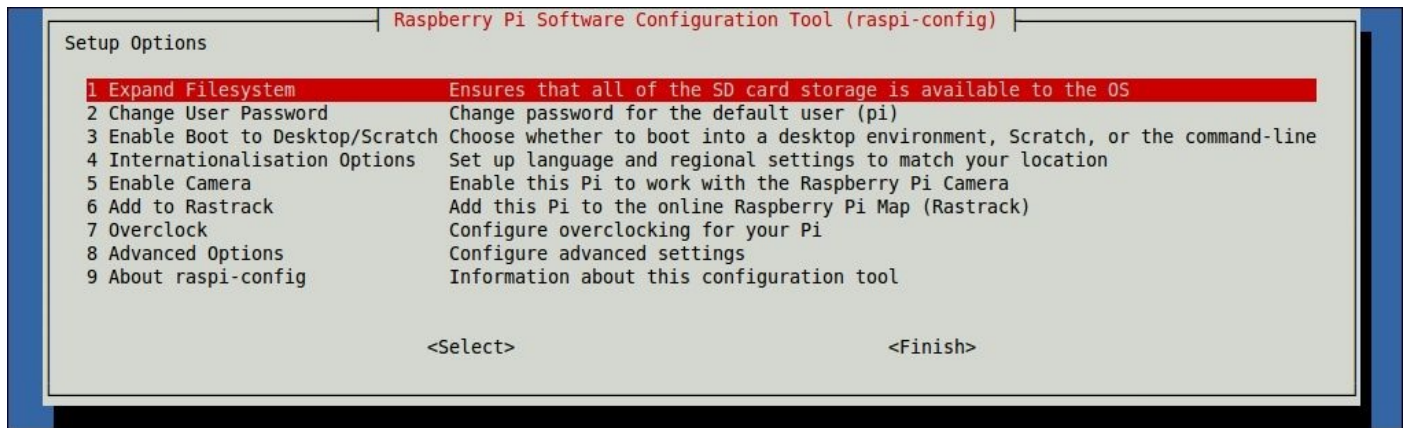 Raspberry Pi Software Configuration Tool (raspi-config)
Setup Options
1 Expand Filesystem Ensures that all of the SD card storage is available to the OS
2 Change User Password Change password for the default user (pi)
3 Enable Boot to Desktop/Scratch Choose whether to boot into a desktop environment, Scratch, or the command-line
4 Internationalisation Options Set up language and regional settings to match your location
5 Enable Camera Enable this Pi to work with the Raspberry Pi Camera
6 Add to Rastrack Add this Pi to the online Raspberry Pi Map (Rastrack)
7 Overclock Configure overclocking for your Pi
8 Advanced Options Configure advanced settings
9 About raspi-config Information about this configuration tool
<Select> <Finish>